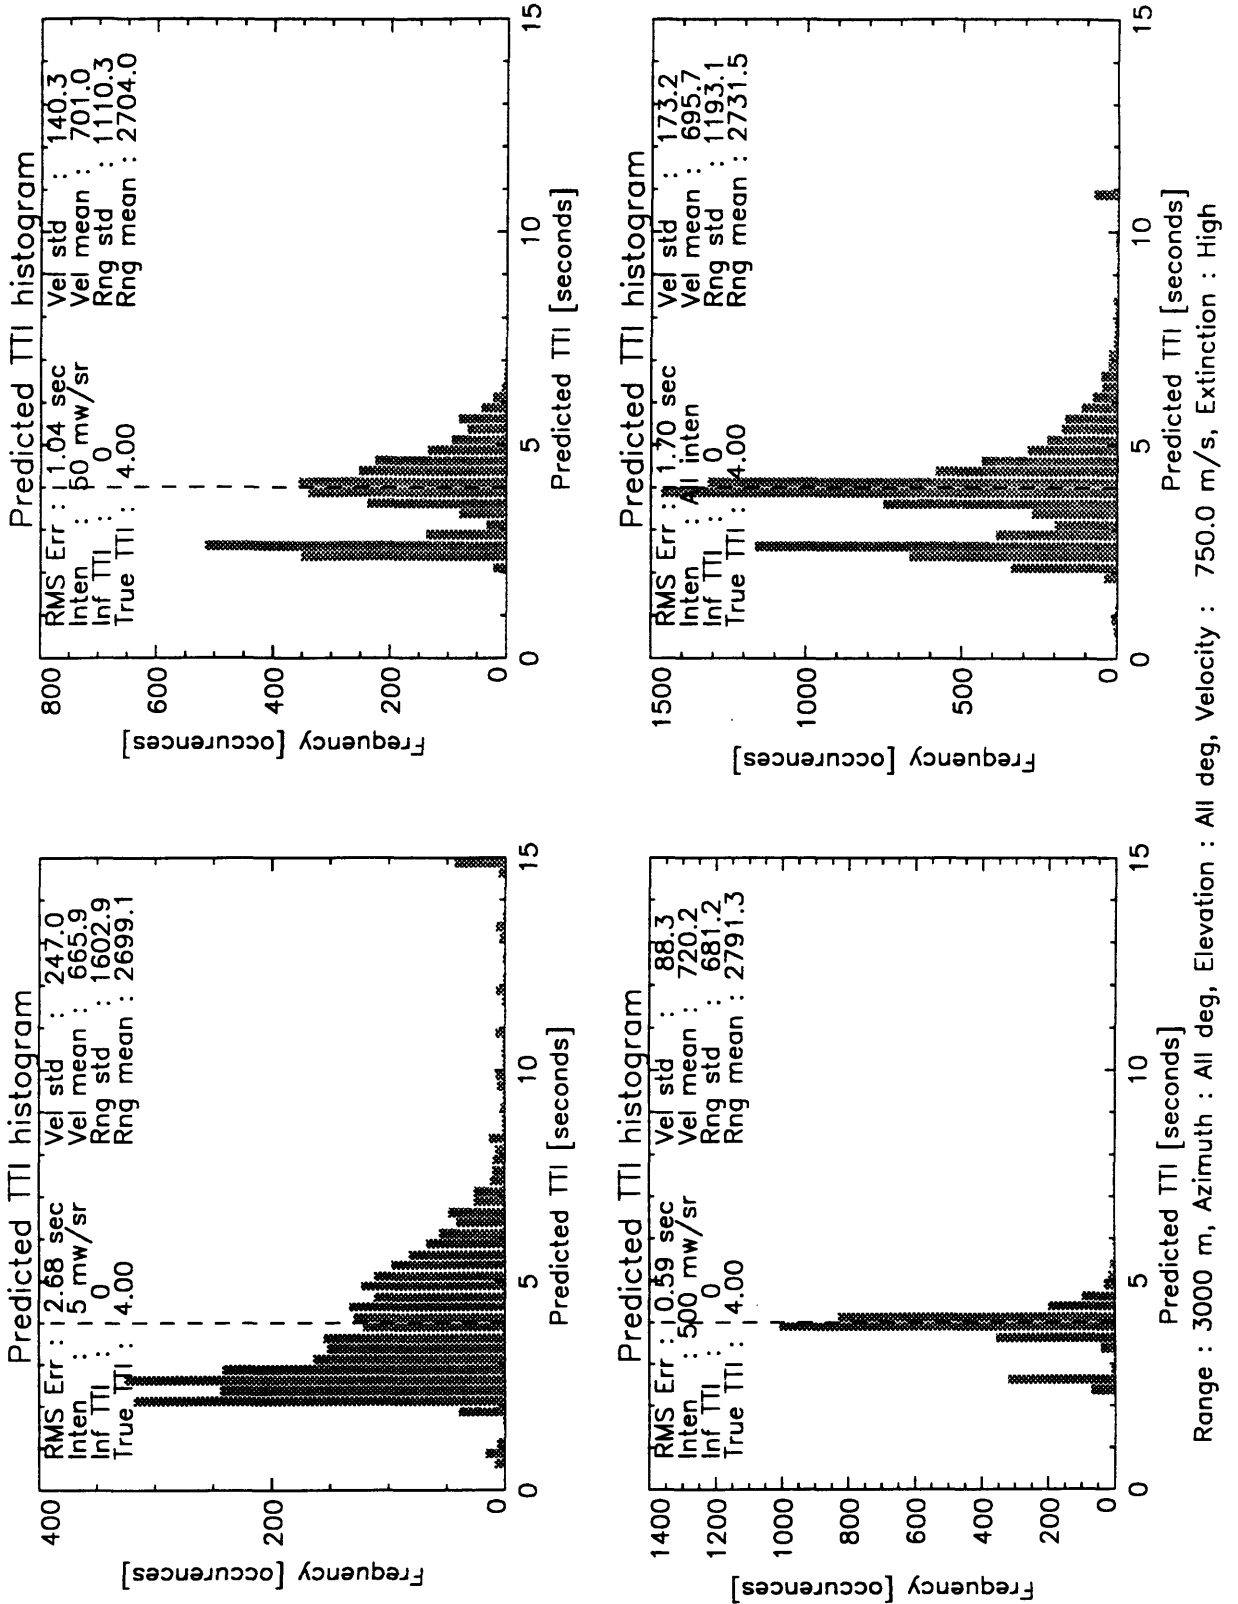 Predicted TTI histogram
RMS Err : 2.68 sec Vel std : 247.0
Inten : 5 mw/sr Vel mean : 665.9
Inf TTI : 0 Rng std : 1602.9
True TTI : 4.00 Rng mean : 2699.1
400
200
0
Frequency [occurences]
0 5 10 15
Predicted TTI [seconds]
Predicted TTI histogram
RMS Err : 1.04 sec Vel std : 140.3
Inten : 50 mw/sr Vel mean : 701.0
Inf TTI : 0 Rng std : 1110.3
True TTI : 4.00 Rng mean : 2704.0
800
600
400
200
0
Frequency [occurences]
0 5 10 15
Predicted TTI [seconds]
Predicted TTI histogram
RMS Err : 0.59 sec Vel std : 88.3
Inten : 500 mw/sr Vel mean : 720.2
Inf TTI : 0 Rng std : 681.2
True TTI : 4.00 Rng mean : 2791.3
1400
1200
1000
800
600
400
200
0
Frequency [occurences]
0 5 10 15
Predicted TTI [seconds]
Predicted TTI histogram
RMS Err : 1.70 sec Vel std : 173.2
Inten : All inten Vel mean : 695.7
Inf TTI : 0 Rng std : 1193.1
True TTI : 4.00 Rng mean : 2731.5
1500
1000
500
0
Frequency [occurences]
0 5 10 15
Predicted TTI [seconds]
Range : 3000 m, Azimuth : All deg, Elevation : All deg, Velocity : 750.0 m/s, Extinction : High